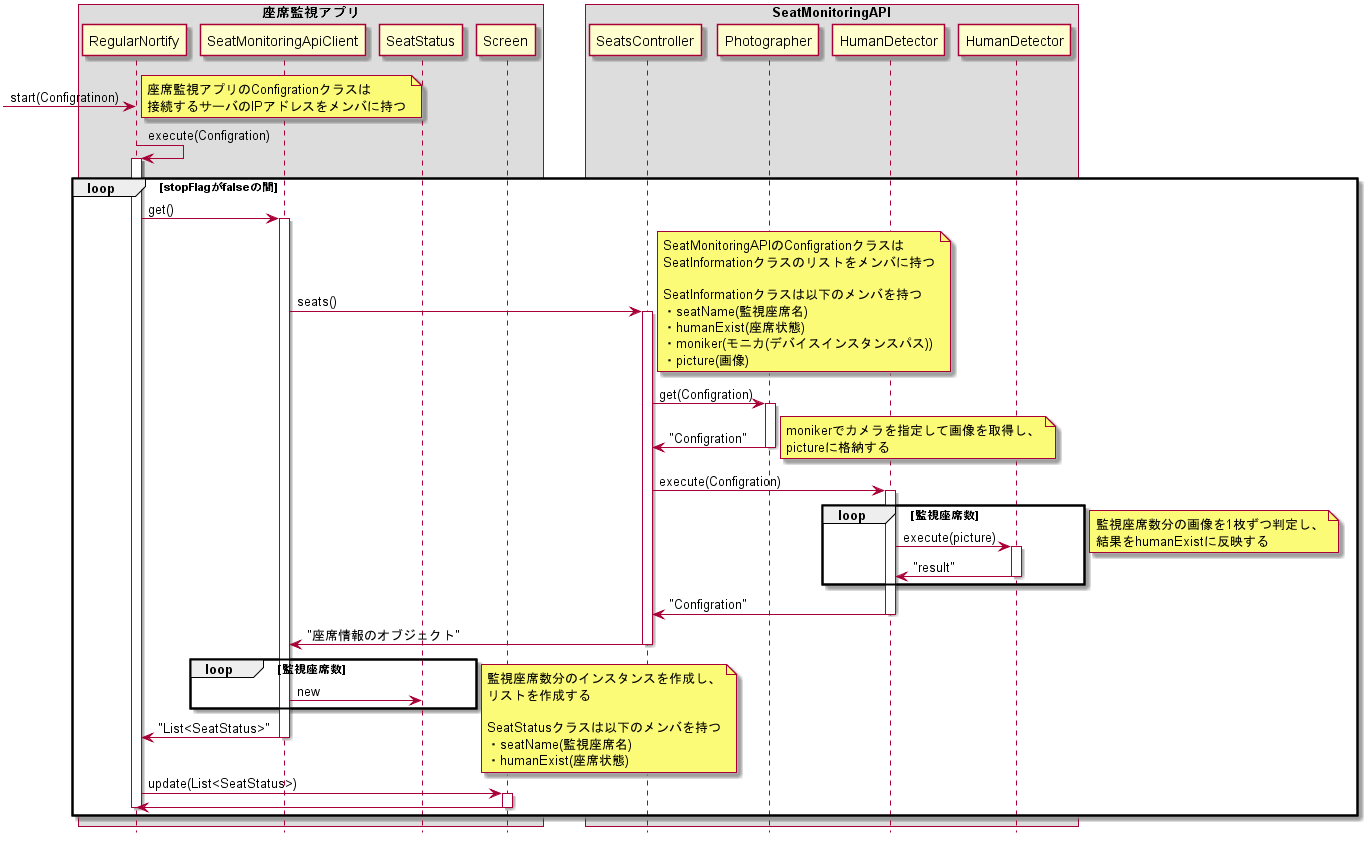 座席監視アプリ
SeatMonitoringAPI
RegularNortify
SeatMonitoringApiClient
SeatStatus
Screen
SeatsController
Photographer
HumanDetector
HumanDetector
座席監視アプリのConfigrationクラスは
接続するサーバのIPアドレスをメンバに持つ
start(Configratinon)
execute(Configration)
loop
[stopFlagがfalseの間]
get()
SeatMonitoringAPIのConfigrationクラスは
SeatInformationクラスのリストをメンバに持つ
SeatInformationクラスは以下のメンバを持つ
・seatName(監視座席名)
・humanExist(座席状態)
・moniker(モニカ(デバイスインスタンスパス))
・picture(画像)
seats()
get(Configration)
monikerでカメラを指定して画像を取得し、
pictureに格納する
"Configration"
execute(Configration)
loop
[監視座席数]
監視座席数分の画像を1枚ずつ判定し、
結果をhumanExistに反映する
execute(picture)
"result"
"Configration"
"座席情報のオブジェクト"
loop
[監視座席数]
監視座席数分のインスタンスを作成し、
リストを作成する
SeatStatusクラスは以下のメンバを持つ
・seatName(監視座席名)
・humanExist(座席状態)
new
"List<SeatStatus>"
update(List<SeatStatus>)